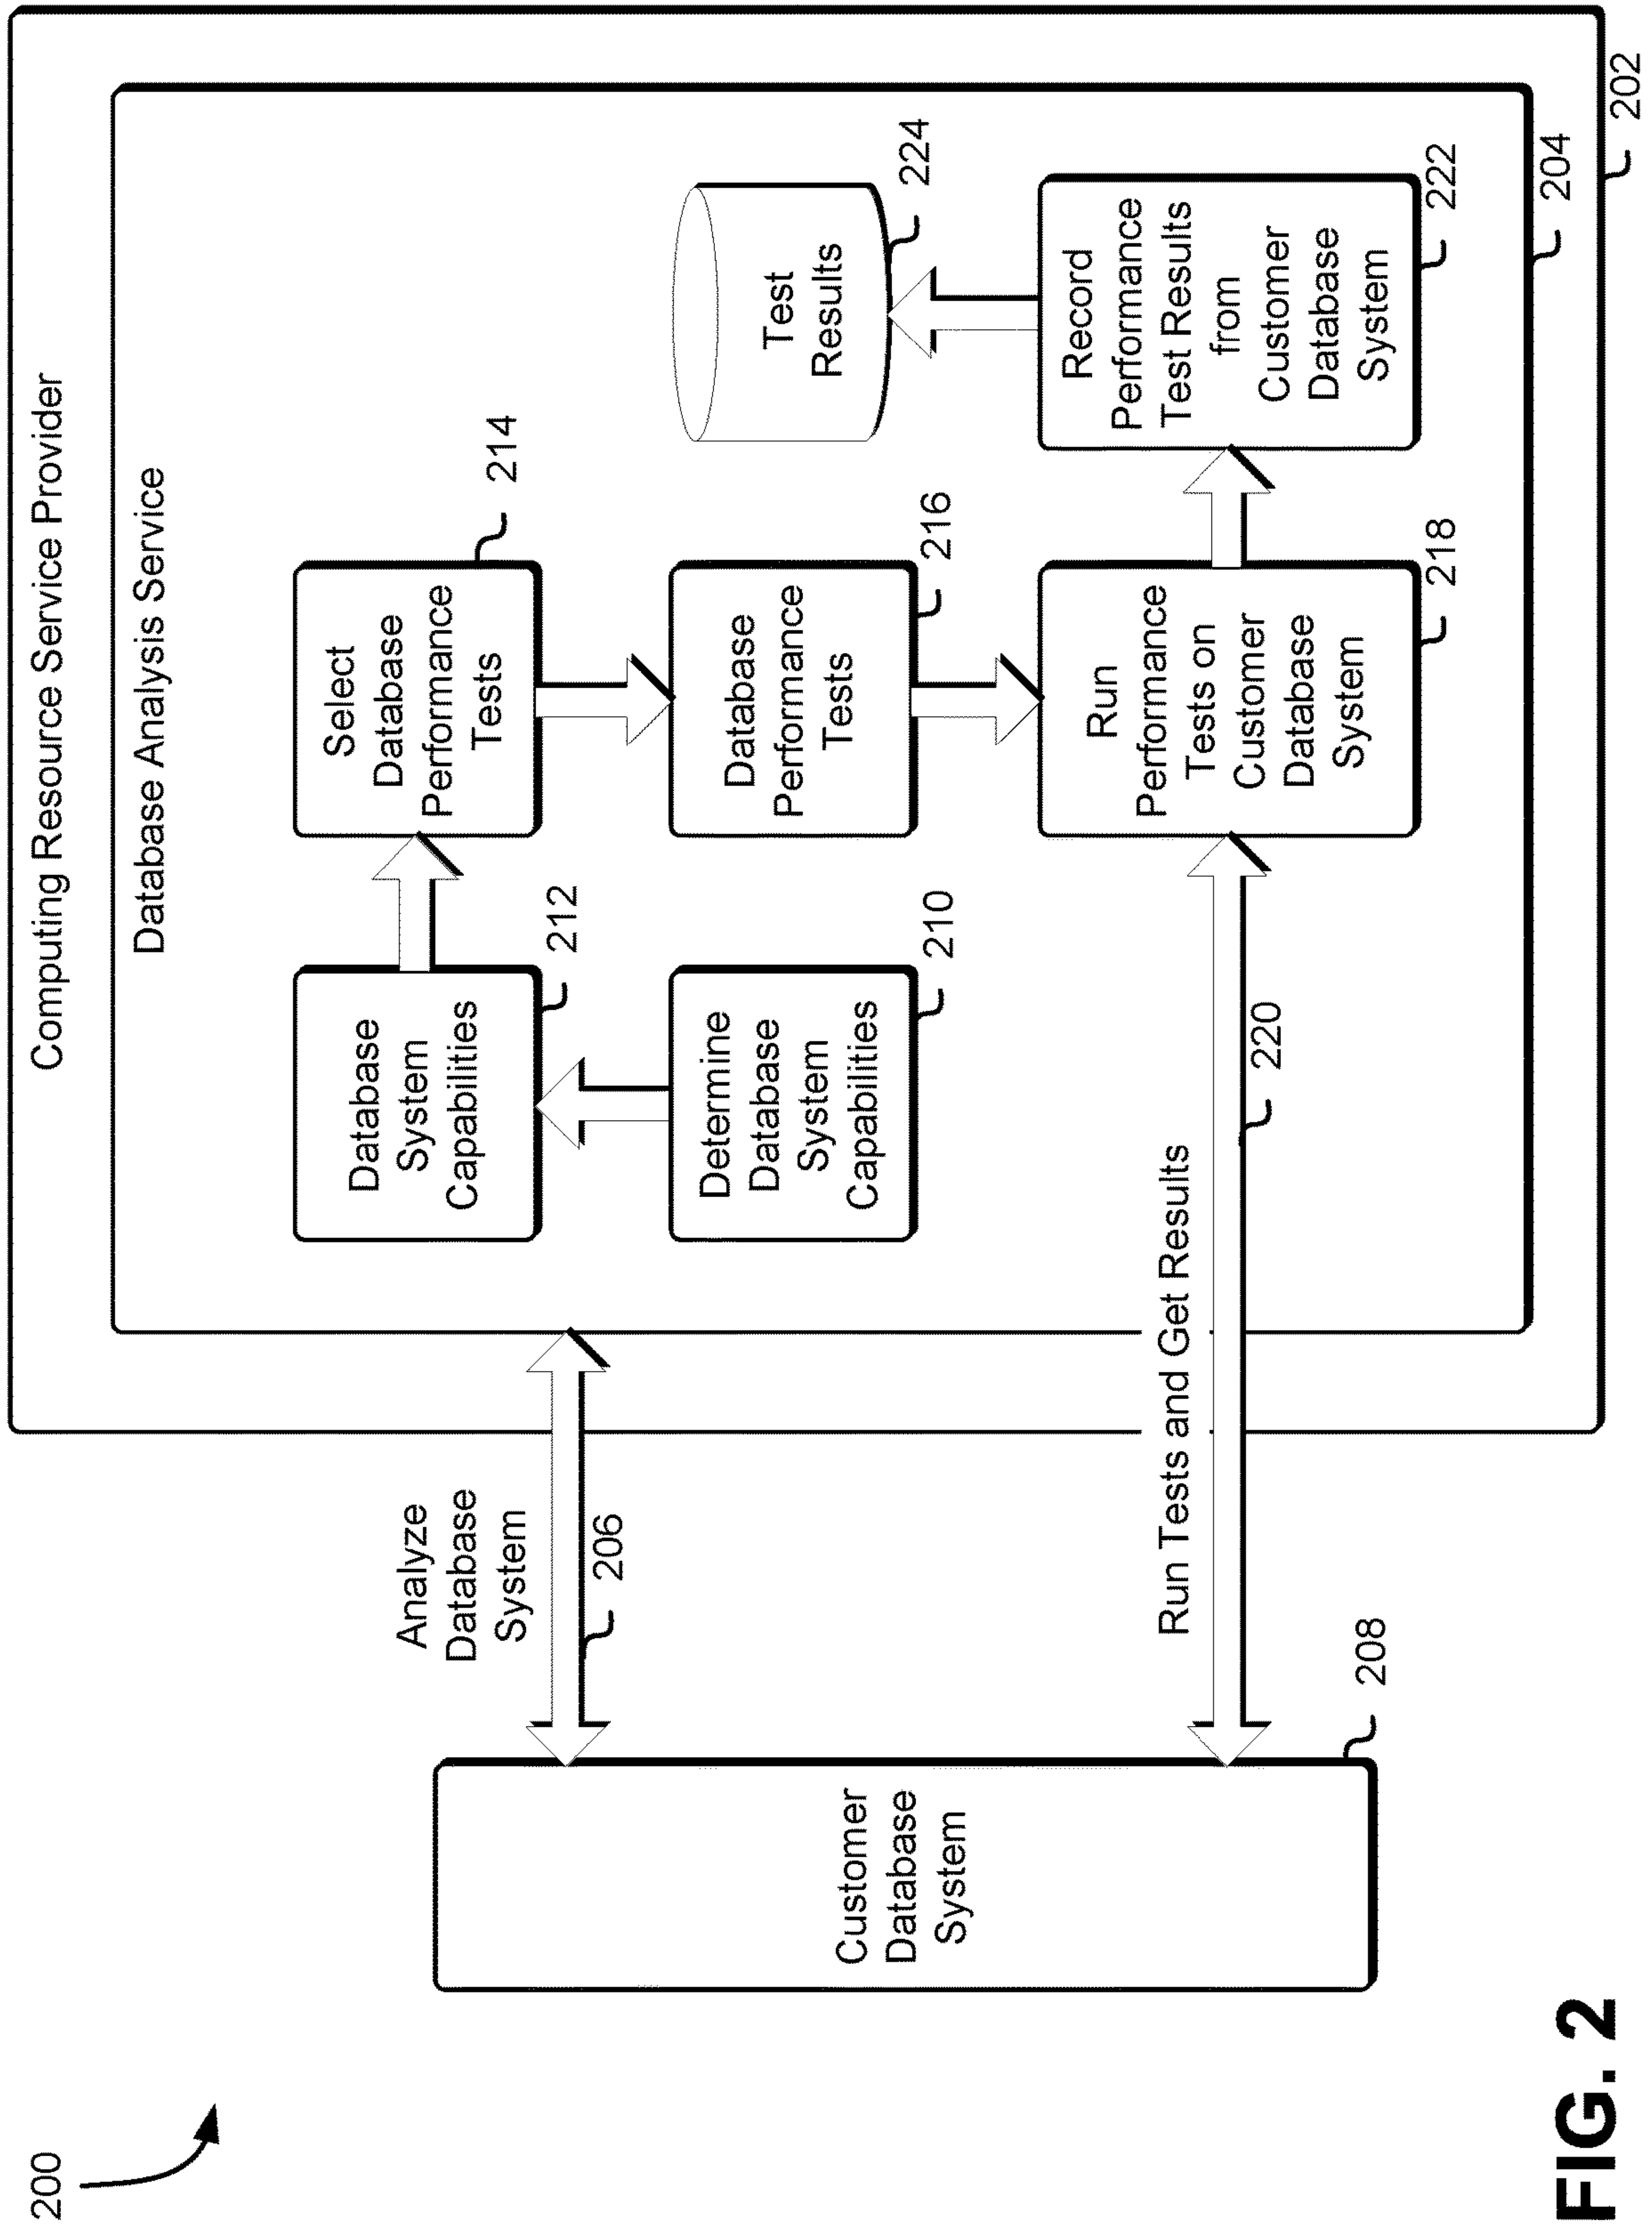 200
Computing Resource Service Provider
Database Analysis Service
Analyze
Database
System
206
Customer
Database
System
208
Database
System
Capabilities
212
Select
Database
Performance
Tests
214
Determine
Database
System
Capabilities
210
Database
Performance
Tests
216
Test
Results
224
Run Tests and Get Results
220
Run
Performance
Tests on
Customer
Database
System
218
Record
Performance
Test Results
from
Customer
Database
System
222
204
202
FIG. 2